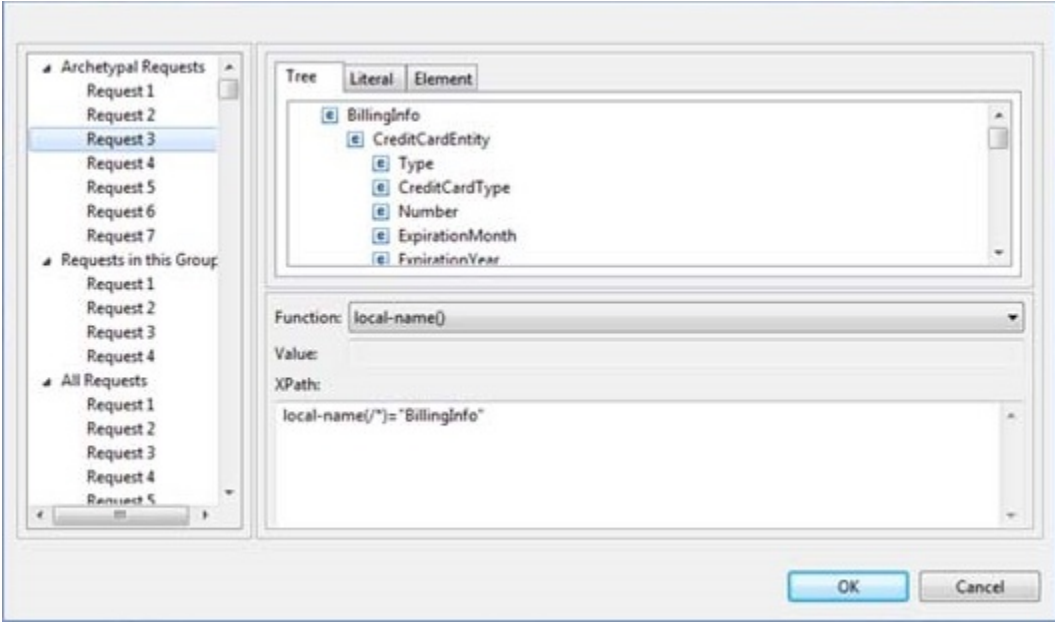 Archetypal Requests
Request 1
Request 2
Request 3
Request 4
Request 5
Request 6
Request 7
Requests in this Group
Request 1
Request 2
Request 3
Request 4
All Requests
Request 1
Request 2
Request 3
Request 4
Request 5
Tree Literal Element
BillingInfo
CreditCardEntity
Type
CreditCardType
Number
ExpirationMonth
ExpirationYear
Function: local-name()
Value:
XPath:
local-name(/*)="BillingInfo"
OK Cancel